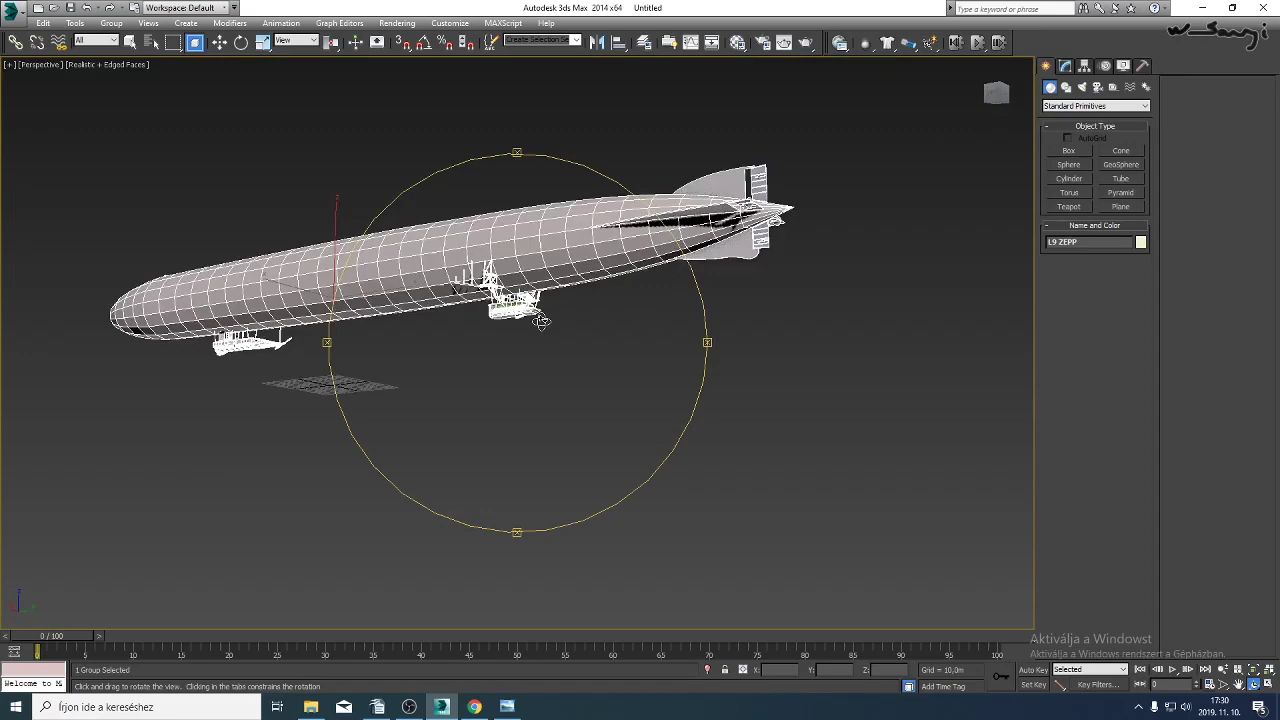 Autodesk 3ds Max 2014 x64 Untitled
Workspace: Default
Type a keyword or phrase
Edit Tools Group Views Create Modifiers Animation Graph Editors Rendering Customize MAXScript Help
All
View
Create Selection Se
[+] [Perspective] [Realistic + Edged Faces]
Standard Primitives
Object Type
AutoGrid
Box Cone
Sphere GeoSphere
Cylinder Tube
Torus Pyramid
Teapot Plane
Name and Color
L9 ZEPP
0 / 100
0 5 10 15 20 25 30 35 40 45 50 55 60 65 70 75 80 85 90 95 100
Aktiválja a Windowst
Aktiválja a Windows rendszert a Gépházban.
1 Group Selected
X: Y: Z: Grid = 10,0m
Auto Key Selected
Welcome to M
Click and drag to rotate the view. Clicking in the tabs constrains the rotation
Add Time Tag
Set Key Key Filters... 0
Írjon ide a kereséshez
17:30
2019. 11. 10.